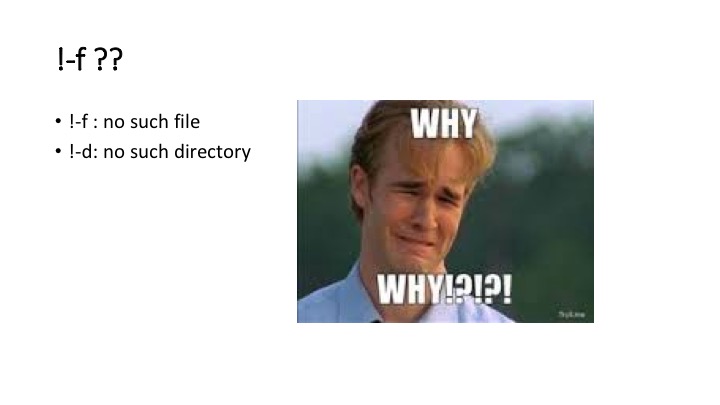 !-f ??
• !-f : no such file
• !-d: no such directory
WHY
WHY!?!?!